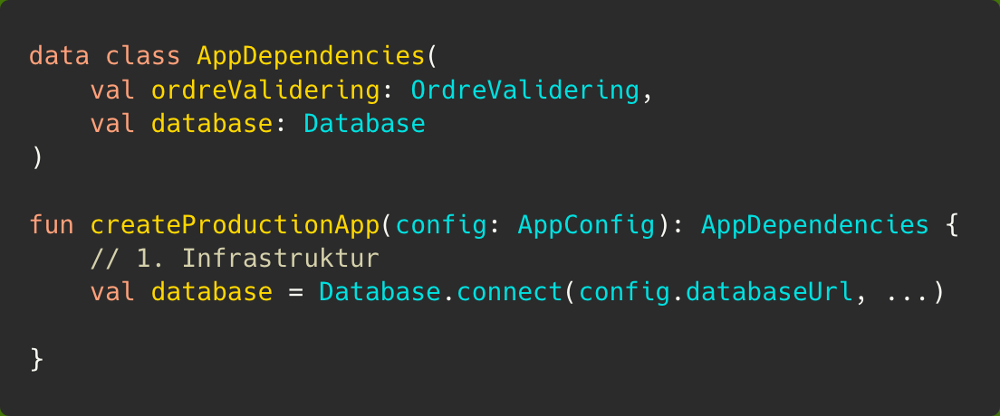 data class AppDependencies(
    val ordreValidering: OrdreValidering,
    val database: Database
)
fun createProductionApp(config: AppConfig): AppDependencies {
    // 1. Infrastruktur
    val database = Database.connect(config.databaseUrl, ...)
}